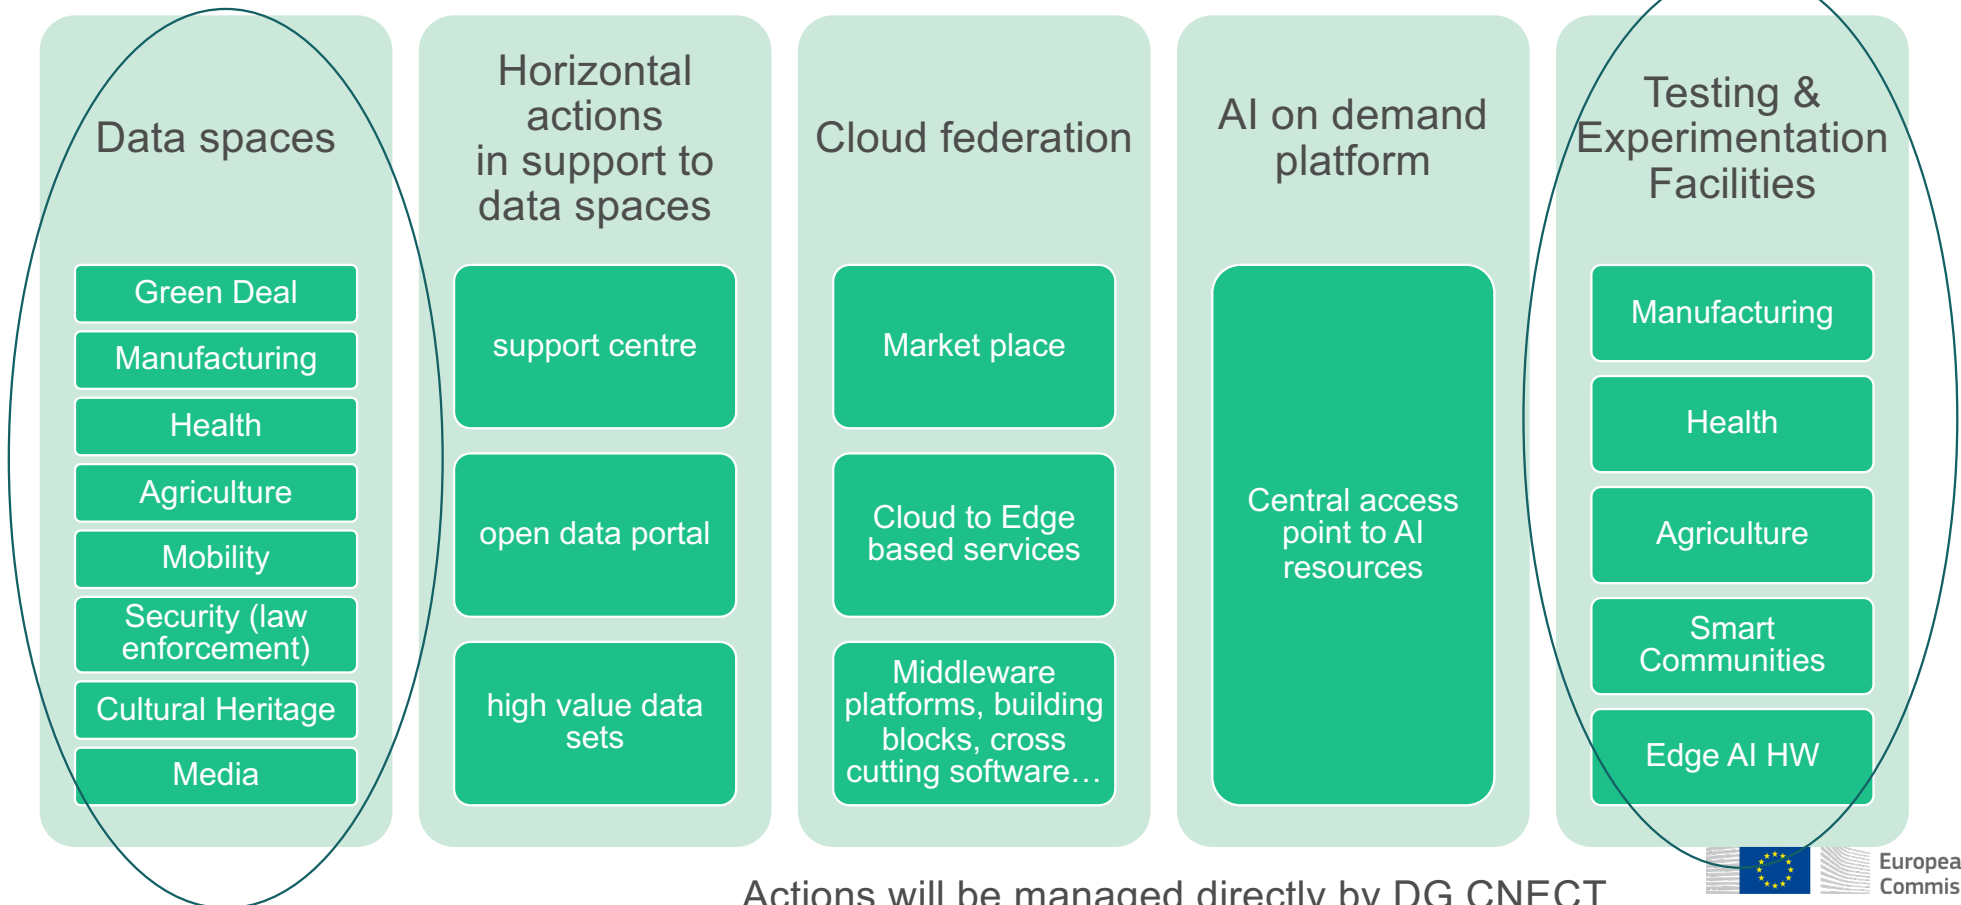 Data spaces
Green Deal
Manufacturing
Health
Agriculture
Mobility
Security (law
enforcement)
Cultural Heritage
Media
Horizontal
actions
in support to
data spaces
support centre
open data portal
high value data
sets
Cloud federation
Market place
Cloud to Edge
based services
Middleware
platforms, building
blocks, cross
cutting software…
AI on demand
platform
Central access
point to AI
resources
Testing &
Experimentation
Facilities
Manufacturing
Health
Agriculture
Smart
Communities
Edge AI HW
Actions will be managed directly by DG CNECT
Europea
Commis